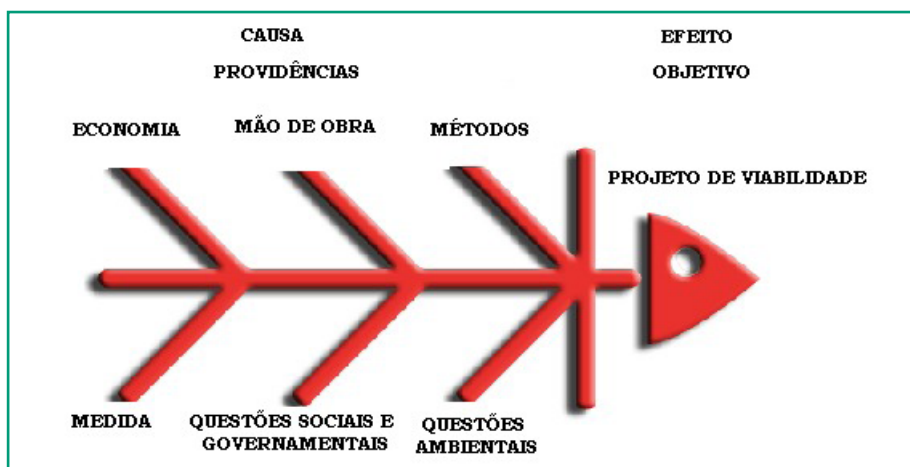 CAUSA
EFEITO
PROVIDÊNCIAS
OBJETIVO
ECONOMIA
MÃO DE OBRA
MÉTODOS
PROJETO DE VIABILIDADE
MEDIDA
QUESTÕES SOCIAIS E
GOVERNAMENTAIS
QUESTÕES
AMBIENTAIS